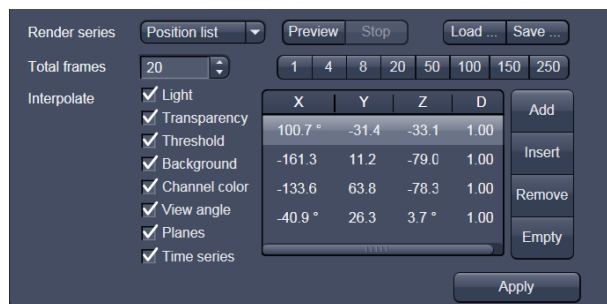 Render series Position list Preview Stop Load ... Save ...
Total frames 20 1 4 8 20 50 100 150 250
Interpolate Light X Y Z D Add
Transparency 100.7 ° -31.4 -33.1 1.00
Threshold
Background -161.3 11.2 -79.0 1.00 Insert
Channel color -133.6 63.8 -78.3 1.00 Remove
View angle -40.9 ° 26.3 3.7 ° 1.00
Planes Empty
Time series
Apply